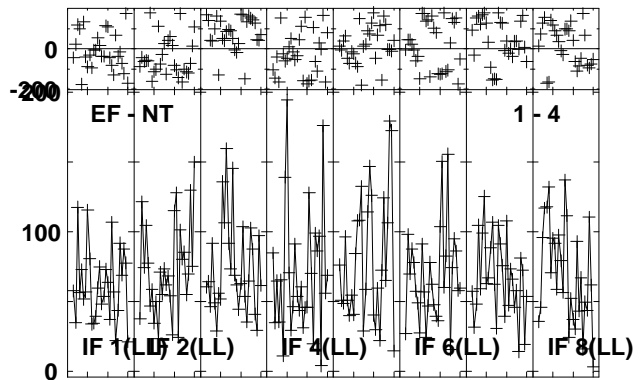 0
-200
200
EF - NT 1 - 4
100
IF 1(LL) IF 2(LL) IF 4(LL) IF 6(LL) IF 8(LL)
0